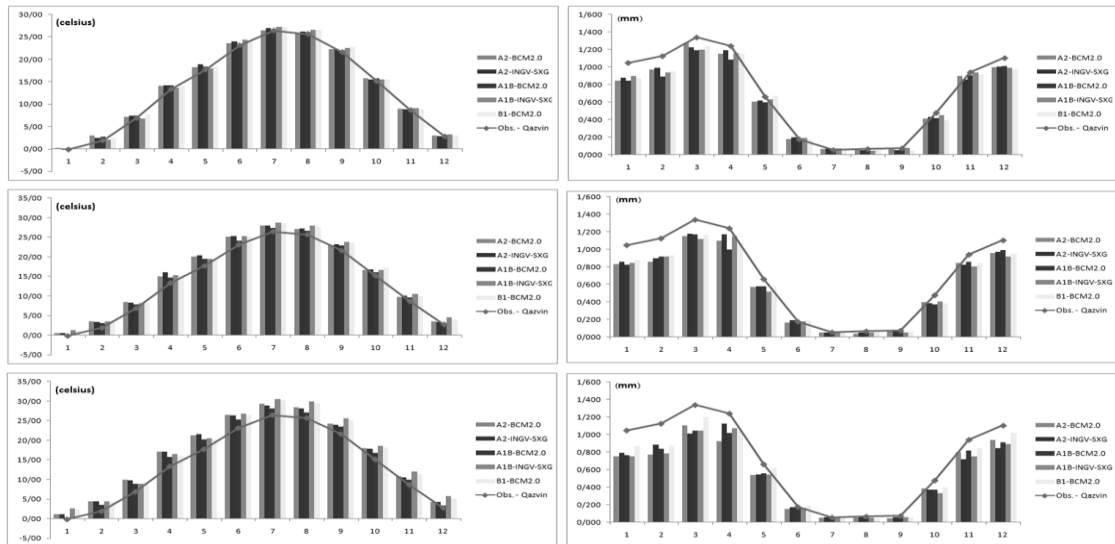 (celsius)
30/00
25/00
20/00
15/00
10/00
5/00
0/00
-5/00
1 2 3 4 5 6 7 8 9 10 11 12
A2-BCM2.0
A2-INGV-SXG
A1B-BCM2.0
A1B-INGV-SXG
B1-BCM2.0
Obs. - Qazvin
(mm)
1/600
1/400
1/200
1/000
0/800
0/600
0/400
0/200
0/000
1 2 3 4 5 6 7 8 9 10 11 12
A2-BCM2.0
A2-INGV-SXG
A1B-BCM2.0
A1B-INGV-SXG
B1-BCM2.0
Obs. - Qazvin
(celsius)
35/00
30/00
25/00
20/00
15/00
10/00
5/00
0/00
-5/00
1 2 3 4 5 6 7 8 9 10 11 12
A2-BCM2.0
A2-INGV-SXG
A1B-BCM2.0
A1B-INGV-SXG
B1-BCM2.0
Obs. - Qazvin
(mm)
1/600
1/400
1/200
1/000
0/800
0/600
0/400
0/200
0/000
1 2 3 4 5 6 7 8 9 10 11 12
A2-BCM2.0
A2-INGV-SXG
A1B-BCM2.0
A1B-INGV-SXG
B1-BCM2.0
Obs. - Qazvin
(celsius)
35/00
30/00
25/00
20/00
15/00
10/00
5/00
0/00
-5/00
1 2 3 4 5 6 7 8 9 10 11 12
A2-BCM2.0
A2-INGV-SXG
A1B-BCM2.0
A1B-INGV-SXG
B1-BCM2.0
Obs. - Qazvin
(mm)
1/600
1/400
1/200
1/000
0/800
0/600
0/400
0/200
0/000
1 2 3 4 5 6 7 8 9 10 11 12
A2-BCM2.0
A2-INGV-SXG
A1B-BCM2.0
A1B-INGV-SXG
B1-BCM2.0
Obs. - Qazvin